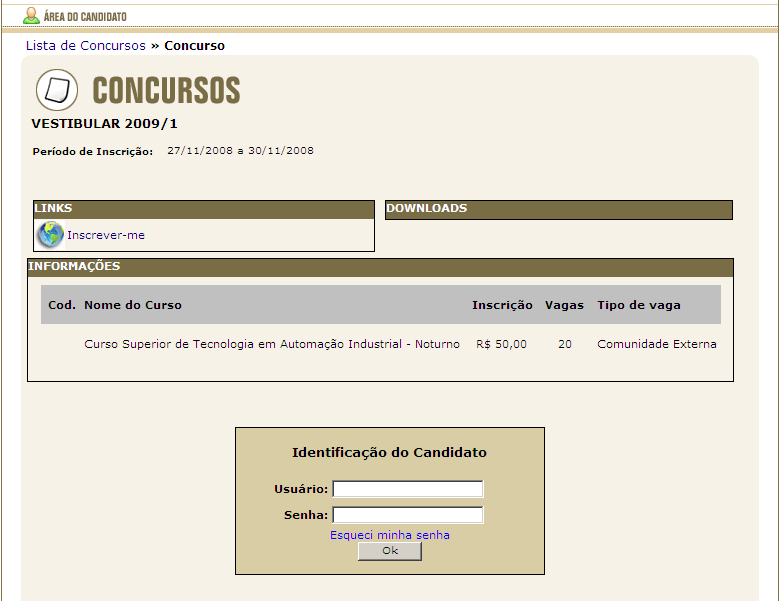 ÁREA DO CANDIDATO
Lista de Concursos » Concurso
CONCURSOS
VESTIBULAR 2009/1
Período de Inscrição: 27/11/2008 a 30/11/2008
LINKS
Inscrever-me
DOWNLOADS
INFORMAÇÕES
Cod. Nome do Curso Inscrição Vagas Tipo de vaga
Curso Superior de Tecnologia em Automação Industrial - Noturno R$ 50,00 20 Comunidade Externa
Identificação do Candidato
Usuário:
Senha:
Esqueci minha senha
Ok